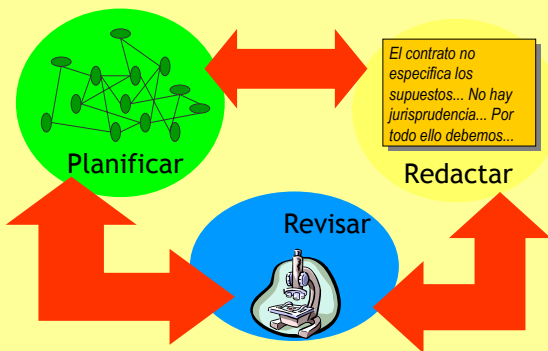 El contrato no
especifica los
supuestos... No hay
jurisprudencia... Por
todo ello debemos...
Planificar
Redactar
Revisar